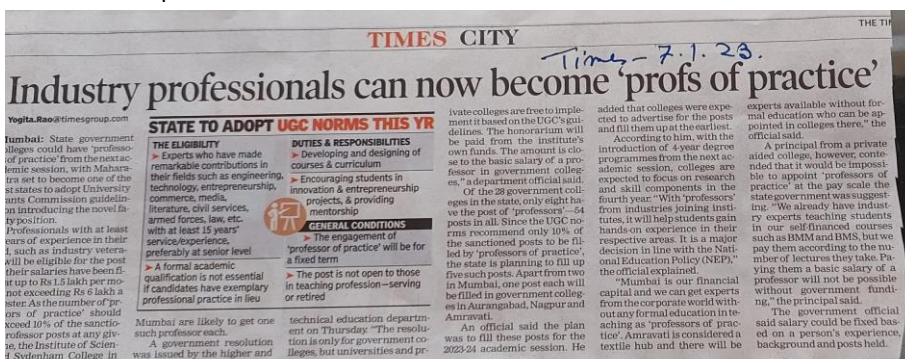 THE TI
TIMES CITY
Times - 7.1.23.
Industry professionals can now become 'profs of practice'
Yogita.Rao@timesgroup.com
Mumbai: State government
colleges could have 'professo
of practice' from the next ac-
emic session, with Mahara-
tra set to become one of the
st states to adopt University
ants Commission guidelin-
on introducing the novel fa-
ty position.
Professionals with at least
ears of experience in their
, such as industry vetera-
will be eligible for the post
their salaries have been fi-
at up to Rs 1.5 lakh per mo-
not exceeding Rs 6 lakh a
ster. As the number of 'pr-
ors of practice' should
xceed 10% of the sanctio-
rofessor posts at any giv-
ne, the Institute of Scien-
d Sydenham College in
STATE TO ADOPT UGC NORMS THIS YR
THE ELIGIBILITY
➤ Experts who have made
remarkable contributions in
their fields such as engineering,
technology, entrepreneurship,
commerce, media,
literature, civil services,
armed forces, law, etc.
with at least 15 years'
service/experience,
preferably at senior level
➤ A formal academic
qualification is not essential
if candidates have exemplary
professional practice in lieu
DUTIES & RESPONSIBILITIES
➤ Developing and designing of
courses & curriculum
➤ Encouraging students in
innovation & entrepreneurship
projects, & providing
mentorship
GENERAL CONDITIONS
➤ The engagement of
'professor of practice' will be for
a fixed term
➤ The post is not open to those
in teaching profession—serving
or retired
Mumbai are likely to get one
such professor each.
A government resolution
was issued by the higher and
technical education departm-
ent on Thursday. "The resolu-
tion is only for government co-
lleges, but universities and pr-
ivate colleges are free to imple-
ment it based on the UGC's gui-
delines. The honorarium will
be paid from the institute's
own funds. The amount is clo-
se to the basic salary of a pro-
fessor in government colleg-
es," a department official said.
Of the 28 government coll-
eges in the state, only eight ha-
ve the post of 'professors'—54
posts in all. Since the UGC no-
rms recommend only 10% of
the sanctioned posts to be fil-
led by 'professors of practice',
the state is planning to fill up
five such posts. Apart from two
in Mumbai, one post each will
be filled in government colleg-
es in Aurangabad, Nagpur and
Amravati.
An official said the plan
was to fill these posts for the
2023-24 academic session. He
added that colleges were expe-
cted to advertise for the posts
and fill them up at the earliest.
According to him, with the
introduction of 4-year degree
programmes from the next ac-
ademic session, colleges are
expected to focus on research
and skill components in the
fourth year. "With 'professors'
from industries joining insti-
tutes, it will help students gain
hands-on experience in their
respective areas. It is a major
decision in line with the Nati-
onal Education Policy (NEP),"
the official explained.
"Mumbai is our financial
capital and we can get experts
from the corporate world with-
out any formal education in te-
aching as 'professors of prac-
tice'. Amravati is considered a
textile hub and there will be
experts available without for-
mal education who can be ap-
pointed in colleges there," the
official said.
A principal from a private
aided college, however, conte-
nded that it would be impossi-
ble to appoint 'professors of
practice' at the pay scale the
state government was suggest-
ing. "We already have indust-
ry experts teaching students
in our self-financed courses
such as BMM and BMS, but we
pay them according to the nu-
mber of lectures they take. Pa-
ying them a basic salary of a
professor will not be possible
without government fundi-
ng," the principal said.
The government official
said salary could be fixed bas-
ed on a person's experience,
background and posts held.